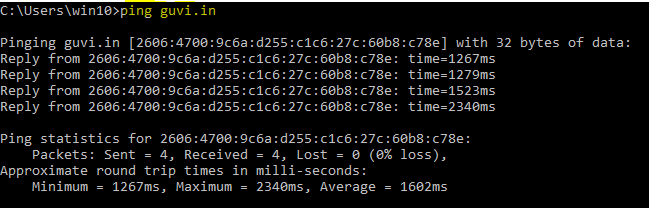 C:\Users\win10>ping guvi.in
Pinging guvi.in [2606:4700:9c6a:d255:c1c6:27c:60b8:c78e] with 32 bytes of data:
Reply from 2606:4700:9c6a:d255:c1c6:27c:60b8:c78e: time=1267ms
Reply from 2606:4700:9c6a:d255:c1c6:27c:60b8:c78e: time=1279ms
Reply from 2606:4700:9c6a:d255:c1c6:27c:60b8:c78e: time=1523ms
Reply from 2606:4700:9c6a:d255:c1c6:27c:60b8:c78e: time=2340ms
Ping statistics for 2606:4700:9c6a:d255:c1c6:27c:60b8:c78e:
Packets: Sent = 4, Received = 4, Lost = 0 (0% loss),
Approximate round trip times in milli-seconds:
Minimum = 1267ms, Maximum = 2340ms, Average = 1602ms